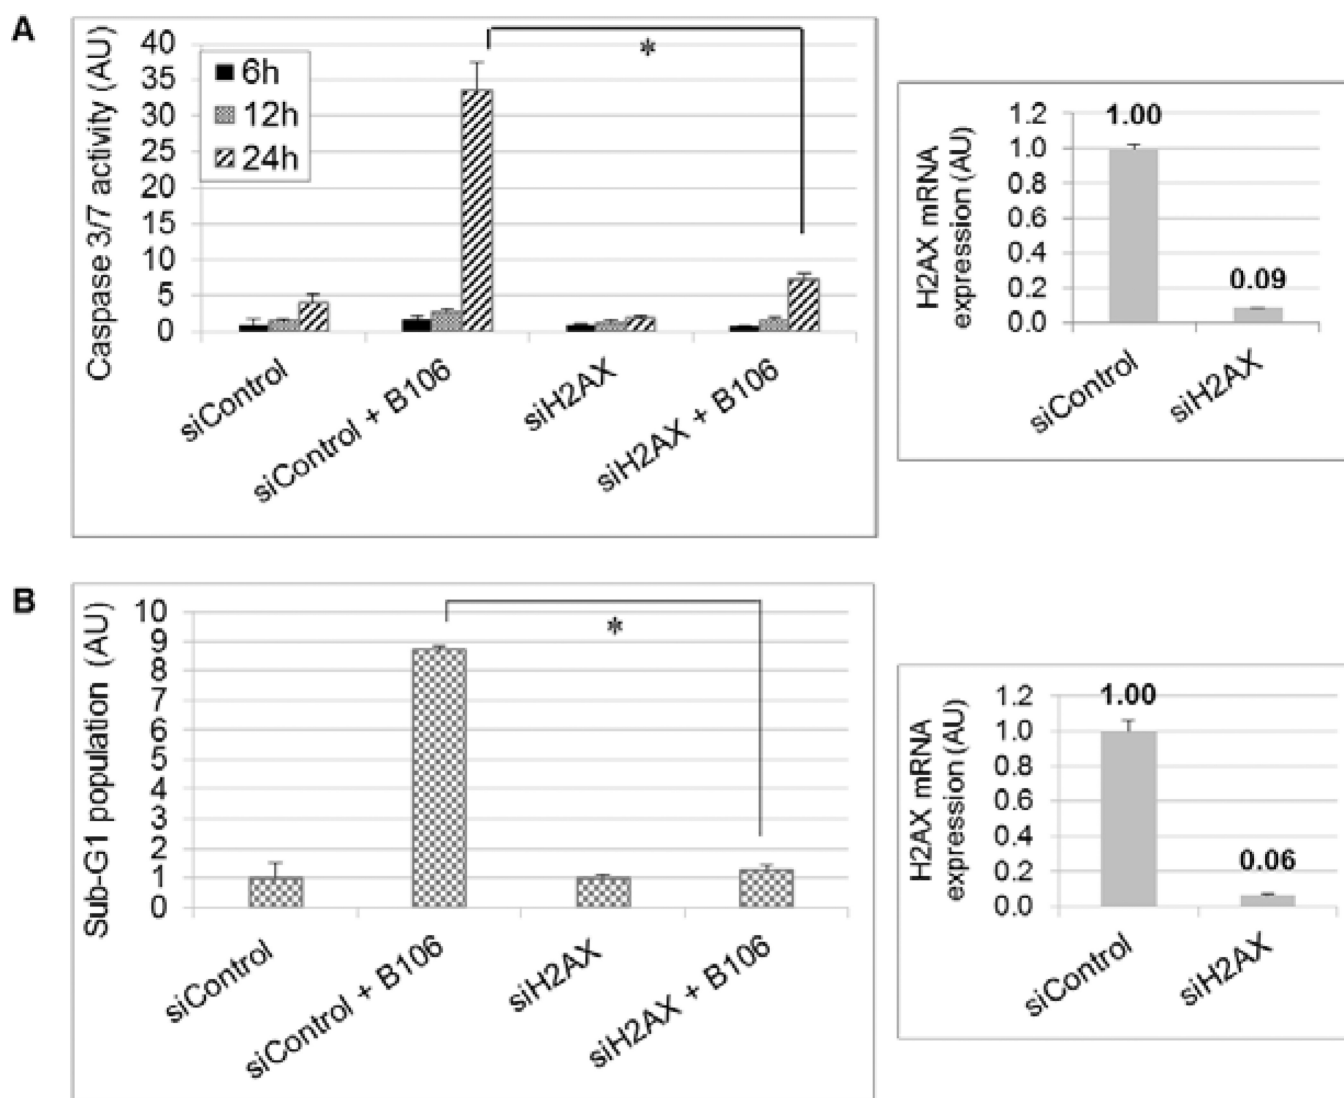 A
Caspase 3/7 activity (AU)
40
35
30
25
20
15
10
5
0
6h
12h
24h
*
siControl
siControl + B106
siH2AX
siH2AX + B106
H2AX mRNA
expression (AU)
1.2
1.0
0.8
0.6
0.4
0.2
0.0
1.00
0.09
siControl
siH2AX
B
Sub-G1 population (AU)
10
9
8
7
6
5
4
3
2
1
0
*
siControl
siControl + B106
siH2AX
siH2AX + B106
H2AX mRNA
expression (AU)
1.2
1.0
0.8
0.6
0.4
0.2
0.0
1.00
0.06
siControl
siH2AX